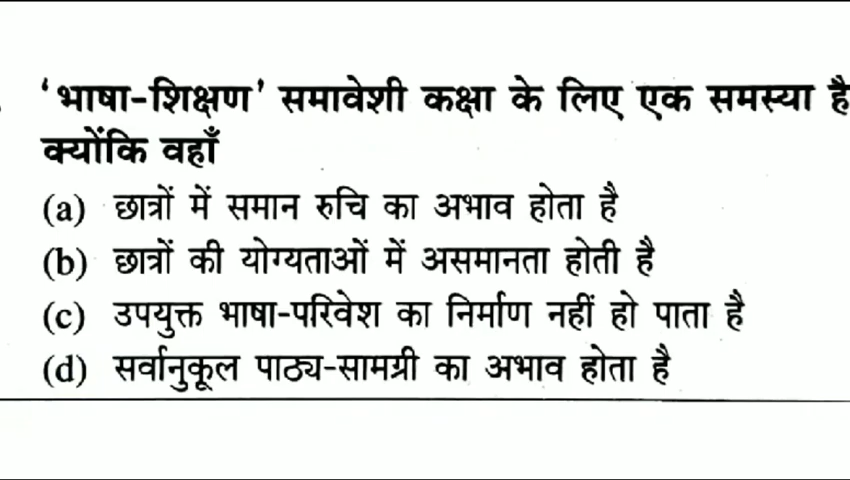 'भाषा-शिक्षण' समावेशी कक्षा के लिए एक समस्या है
क्योंकि वहाँ
(a) छात्रों में समान रुचि का अभाव होता है
(b) छात्रों की योग्यताओं में असमानता होती है
(c) उपयुक्त भाषा-परिवेश का निर्माण नहीं हो पाता है
(d) सर्वानुकूल पाठ्य-सामग्री का अभाव होता है